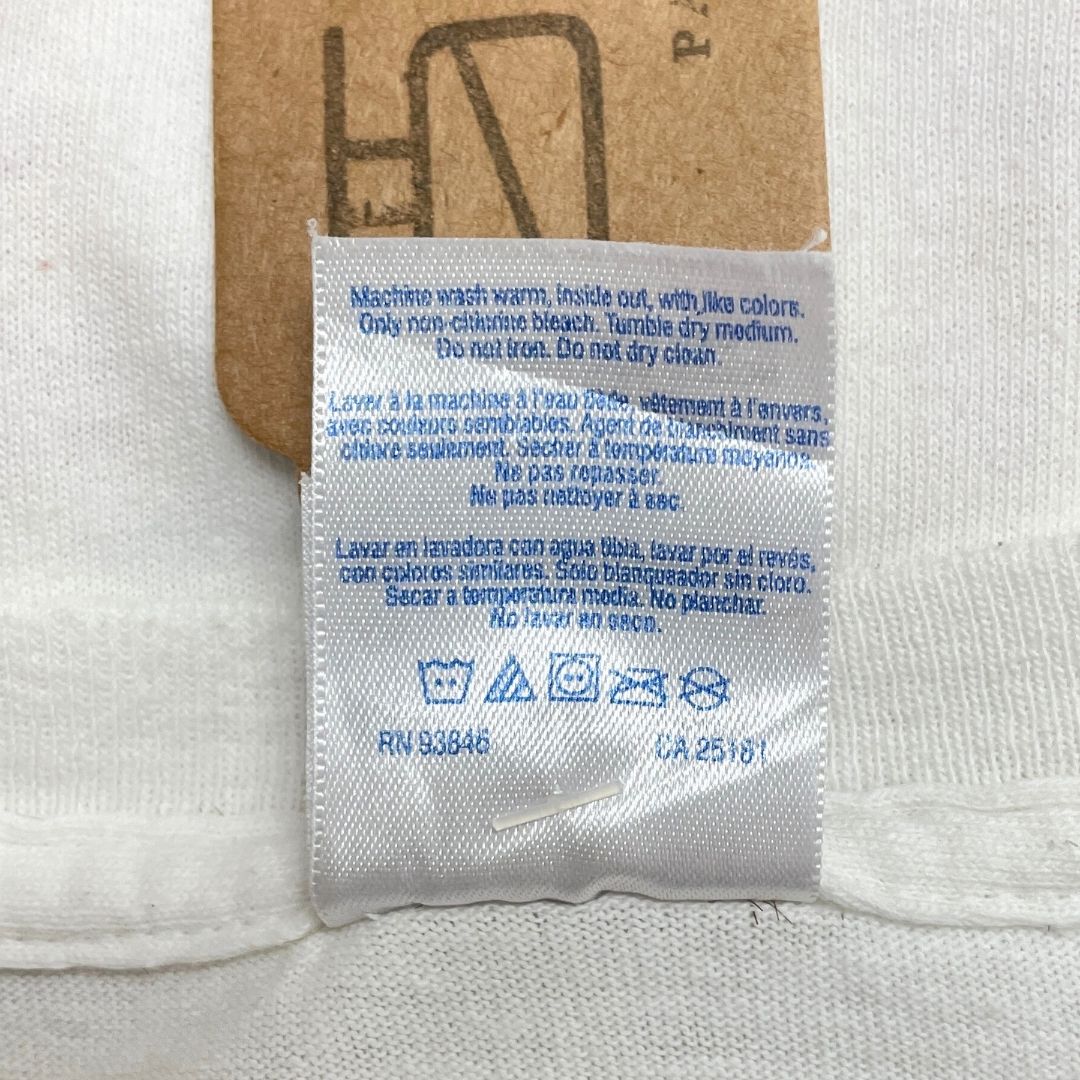 PA
Machine wash warm, inside out, with like colors.
Only non-chlorine bleach. Tumble dry medium.
Do not iron. Do not dry clean.
Laver à la machine à l'eau tiède, vêtement à l'envers,
avec couleurs semblables. Agent de blanchiment sans
chlore seulement. Sécher à température moyenne.
Ne pas repasser.
Ne pas nettoyer à sec.
Lavar en lavadora con agua tibia, lavar por el revés,
con colores similares. Solo blanqueador sin cloro.
Secar a temperatura media. No planchar.
No lavar en seco.
RN 93846
CA 25181